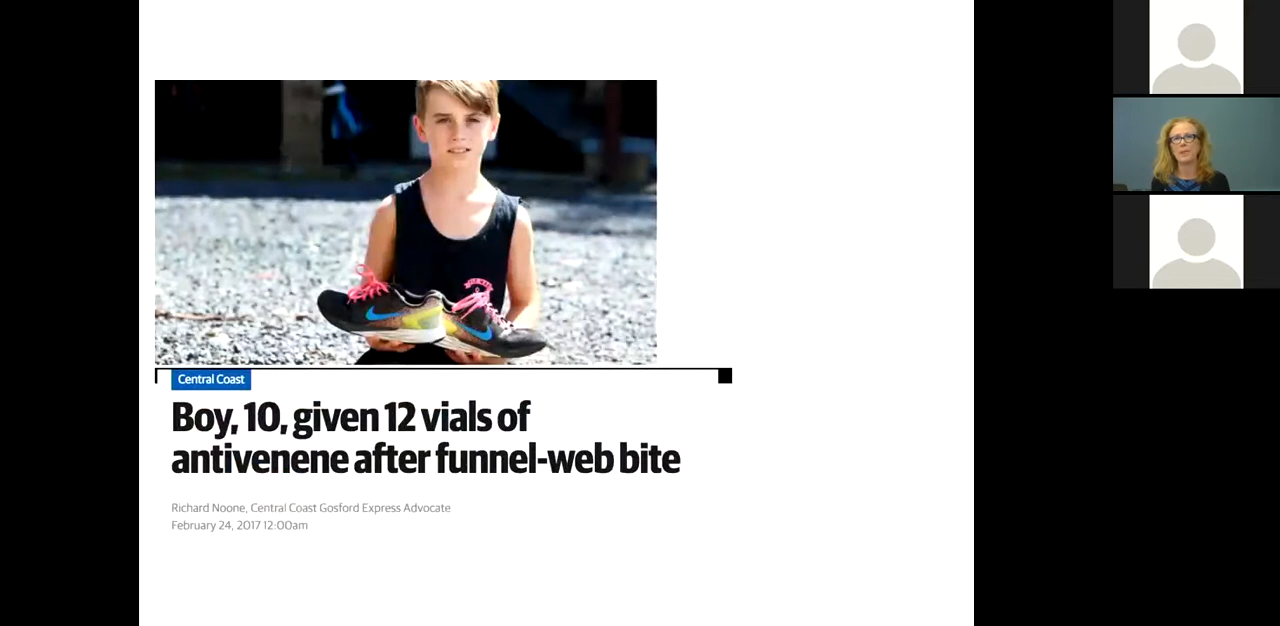 Central Coast
Boy, 10, given 12 vials of
antivenene after funnel-web bite
Richard Noone, Central Coast Gosford Express Advocate
February 24, 2017 12:00am